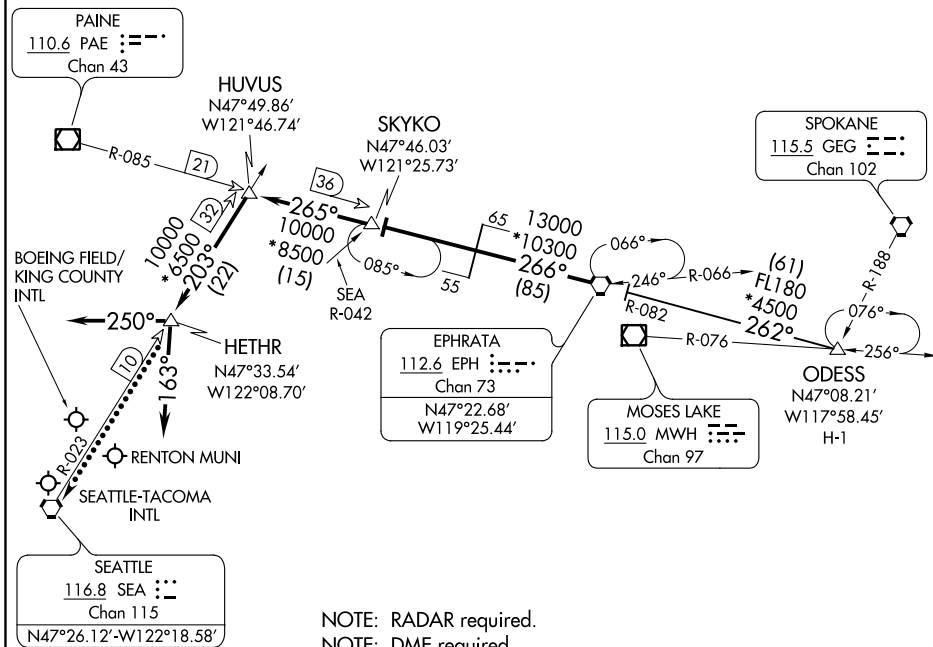 PAINE
110.6 PAE
Chan 43
HUVUS
N47°49.86'
W121°46.74'
SKYKO
N47°46.03'
W121°25.73'
SPOKANE
115.5 GEG
Chan 102
R-085
21
36
32
265°
10000
*8500
(15)
085°
SEA
R-042
65
55
13000
*10300
266°
(85)
066°
246°
R-066
R-082
(61)
FL180
*4500
262°
R-188
076°
256°
R-076
ODESS
N47°08.21'
W117°58.45'
H-1
10000
*6500
203°
(22)
BOEING FIELD/
KING COUNTY
INTL
250°
HETHR
N47°33.54'
W122°08.70'
10
163°
R-023
RENTON MUNI
SEATTLE-TACOMA
INTL
EPHRATA
112.6 EPH
Chan 73
N47°22.68'
W119°25.44'
MOSES LAKE
115.0 MWH
Chan 97
SEATTLE
116.8 SEA
Chan 115
N47°26.12'-W122°18.58'
NOTE: RADAR required.
NOTE: DME required.